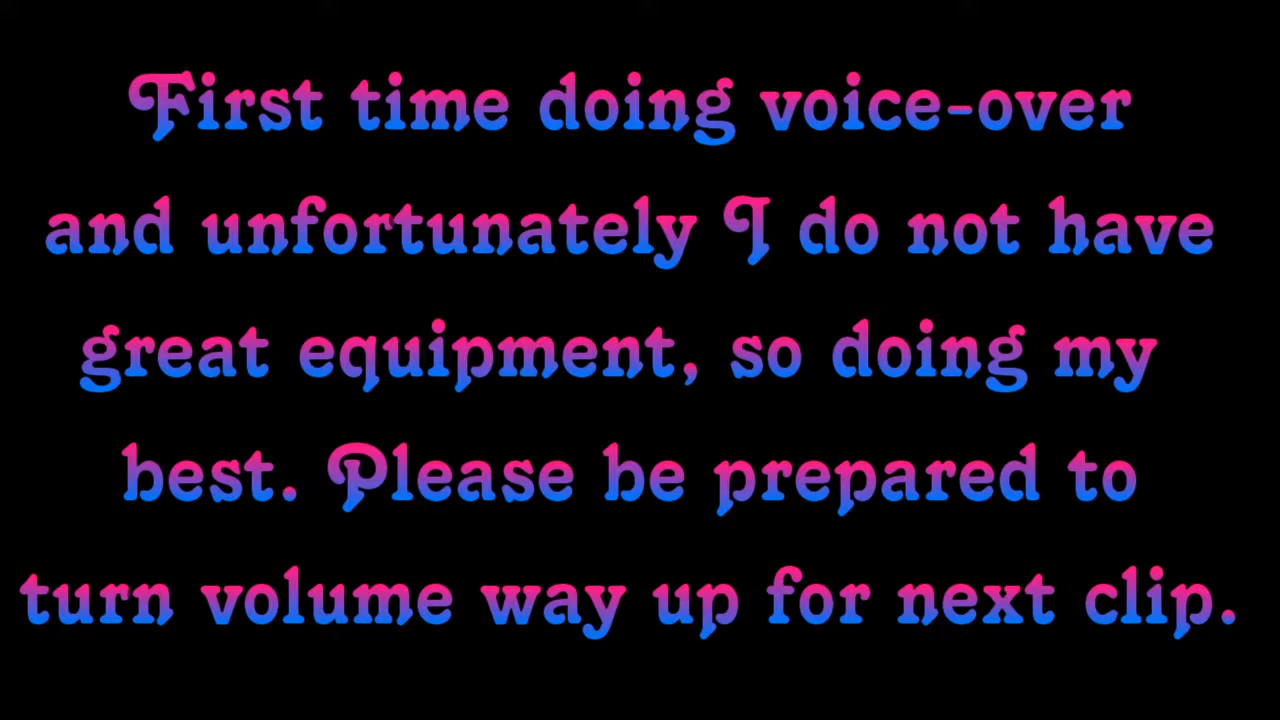 First time doing voice-over
and unfortunately I do not have
great equipment, so doing my
best. Please be prepared to
turn volume way up for next clip.